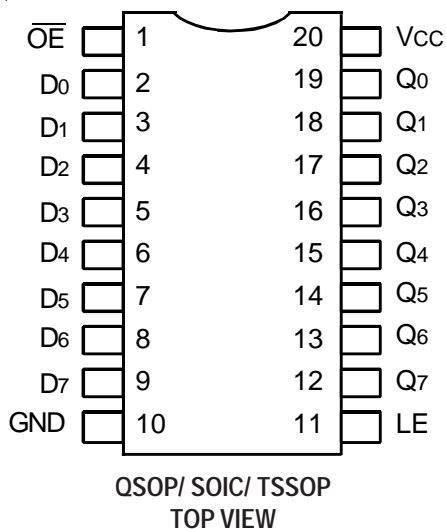 OE 1 20 VCC
D0 2 19 Q0
D1 3 18 Q1
D2 4 17 Q2
D3 5 16 Q3
D4 6 15 Q4
D5 7 14 Q5
D6 8 13 Q6
D7 9 12 Q7
GND 10 11 LE
QSOP/ SOIC/ TSSOP
TOP VIEW